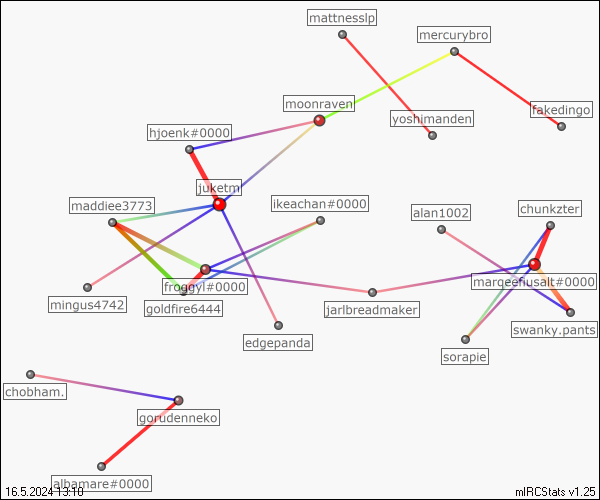 mattnesslp
mercurybro
moonraven
fakedingo
yoshimanden
hjoenk#0000
juketm
maddiee3773
ikeachan#0000
alan1002
chunkzter
marqeefusalt#0000
froggyl#0000
mingus4742
goldfire6444
jarlbreadmaker
swanky.pants
edgepanda
sorapie
chobham.
gorudenneko
albamare#0000
16.5.2024 13:10
mIRCStats v1.25